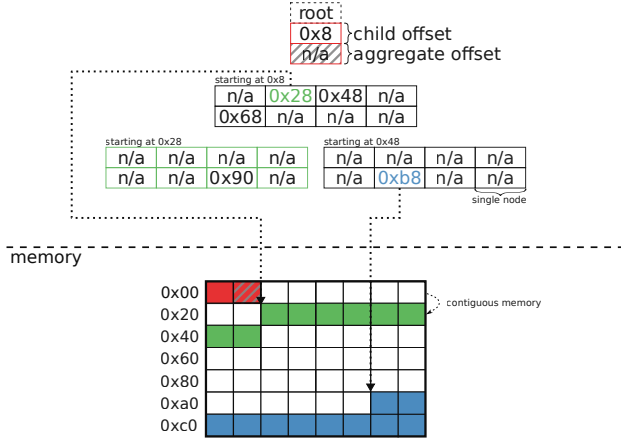 root
0x8 child offset
n/a aggregate offset
starting at 0x8
n/a 0x28 0x48 n/a
0x68 n/a n/a n/a
starting at 0x28
n/a n/a n/a n/a
n/a n/a 0x90 n/a
starting at 0x48
n/a n/a n/a n/a
n/a 0xb8 n/a n/a
single node
memory
0x00
0x20
0x40
0x60
0x80
0xa0
0xc0
contiguous memory